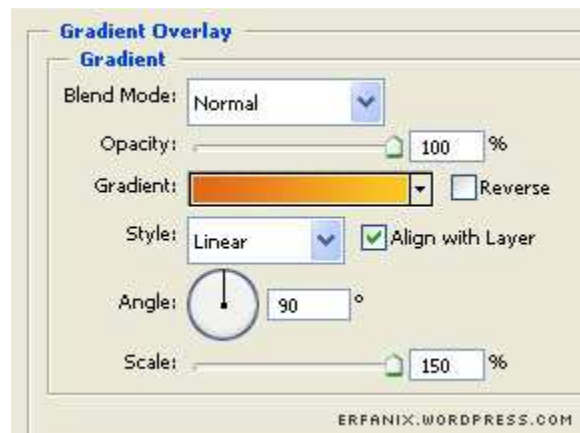 Gradient Overlay
Gradient
Blend Mode: Normal
Opacity: 100 %
Gradient: Reverse
Style: Linear Align with Layer
Angle: 90 °
Scale: 150 %
ERFANIX.WORDPRESS.COM